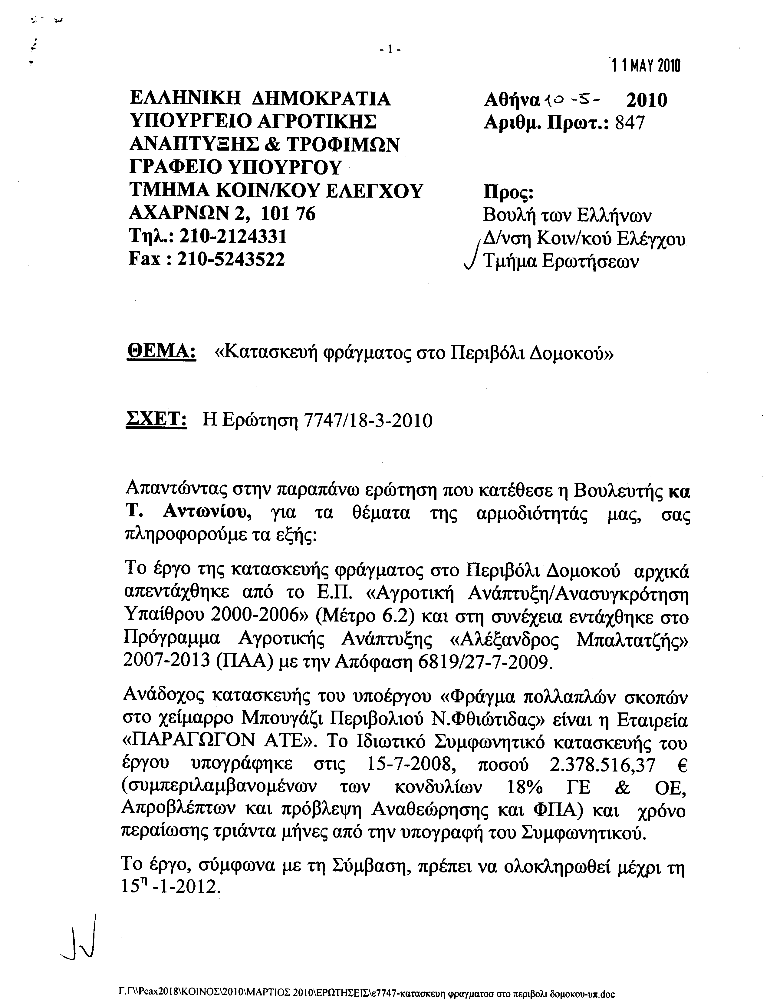 - 1 -
11 ΜΑΥ 2010
ΕΛΛΗΝΙΚΗ ΔΗΜΟΚΡΑΤΙΑ
ΥΠΟΥΡΓΕΙΟ ΑΓΡΟΤΙΚΗΣ
ΑΝΑΠΤΥΞΗΣ & ΤΡΟΦΙΜΩΝ
ΓΡΑΦΕΙΟ ΥΠΟΥΡΓΟΥ
ΤΜΗΜΑ ΚΟΙΝ/ΚΟΥ ΕΛΕΓΧΟΥ
ΑΧΑΡΝΩΝ 2, 101 76
Τηλ.: 210-2124331
Fax : 210-5243522
Αθήνα 10 -5- 2010
Αριθμ. Πρωτ.: 847
Προς:
Βουλή των Ελλήνων
Δ/νση Κοιν/κού Ελέγχου
Τμήμα Ερωτήσεων
ΘΕΜΑ: «Κατασκευή φράγματος στο Περιβόλι Δομοκού»
ΣΧΕΤ: Η Ερώτηση 7747/18-3-2010
Απαντώντας στην παραπάνω ερώτηση που κατέθεσε η Βουλευτής κα
Τ. Αντωνίου, για τα θέματα της αρμοδιότητάς μας, σας
πληροφορούμε τα εξής:
Το έργο της κατασκευής φράγματος στο Περιβόλι Δομοκού αρχικά
απεντάχθηκε από το Ε.Π. «Αγροτική Ανάπτυξη/Ανασυγκρότηση
Υπαίθρου 2000-2006» (Μέτρο 6.2) και στη συνέχεια εντάχθηκε στο
Πρόγραμμα Αγροτικής Ανάπτυξης «Αλέξανδρος Μπαλτατζής»
2007-2013 (ΠΑΑ) με την Απόφαση 6819/27-7-2009.
Ανάδοχος κατασκευής του υποέργου «Φράγμα πολλαπλών σκοπών
στο χείμαρρο Μπουγάζι Περιβολιού Ν.Φθιώτιδας» είναι η Εταιρεία
«ΠΑΡΑΓΩΓΟΝ ΑΤΕ». Το Ιδιωτικό Συμφωνητικό κατασκευής του
έργου υπογράφηκε στις 15-7-2008, ποσού 2.378.516,37 €
(συμπεριλαμβανομένων των κονδυλίων 18% ΓΕ & ΟΕ,
Απροβλέπτων και πρόβλεψη Αναθεώρησης και ΦΠΑ) και χρόνο
περαίωσης τριάντα μήνες από την υπογραφή του Συμφωνητικού.
Το έργο, σύμφωνα με τη Σύμβαση, πρέπει να ολοκληρωθεί μέχρι τη
15η -1-2012.
Γ.Γ\\Pcax2018\ΚΟΙΝΟΣ\2010\ΜΑΡΤΙΟΣ 2010\ΕΡΩΤΗΣΕΙΣ\ε7747-κατασκευη φραγματοσ στο περιβολι δομοκου-υπ.doc